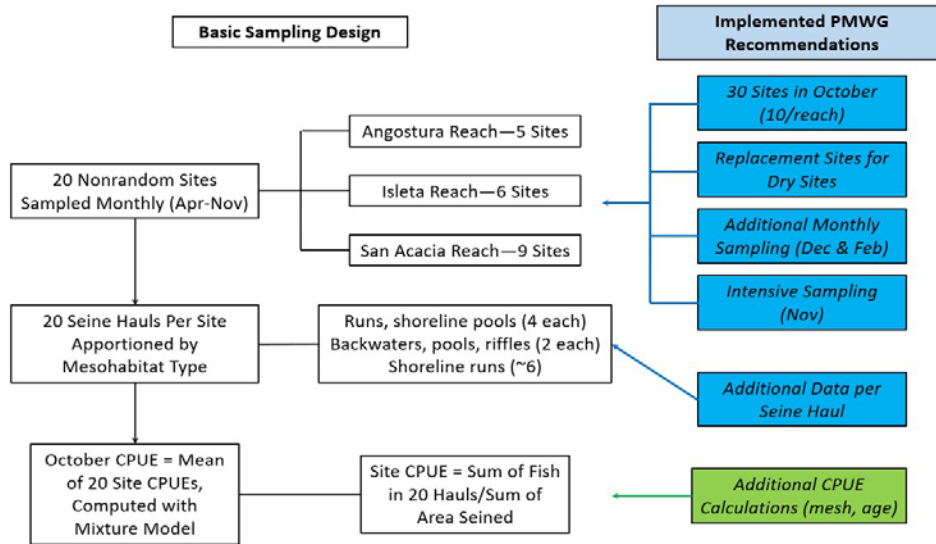 Basic Sampling Design
Implemented PMWG
Recommendations
20 Nonrandom Sites
Sampled Monthly (Apr-Nov)
Angostura Reach—5 Sites
Isleta Reach—6 Sites
San Acacia Reach—9 Sites
30 Sites in October
(10/reach)
Replacement Sites for
Dry Sites
Additional Monthly
Sampling (Dec & Feb)
Intensive Sampling
(Nov)
20 Seine Hauls Per Site
Apportioned by
Mesohabitat Type
Runs, shoreline pools (4 each)
Backwaters, pools, riffles (2 each)
Shoreline runs (~6)
Additional Data per
Seine Haul
October CPUE = Mean
of 20 Site CPUEs,
Computed with
Mixture Model
Site CPUE = Sum of Fish
in 20 Hauls/Sum of
Area Seined
Additional CPUE
Calculations (mesh, age)